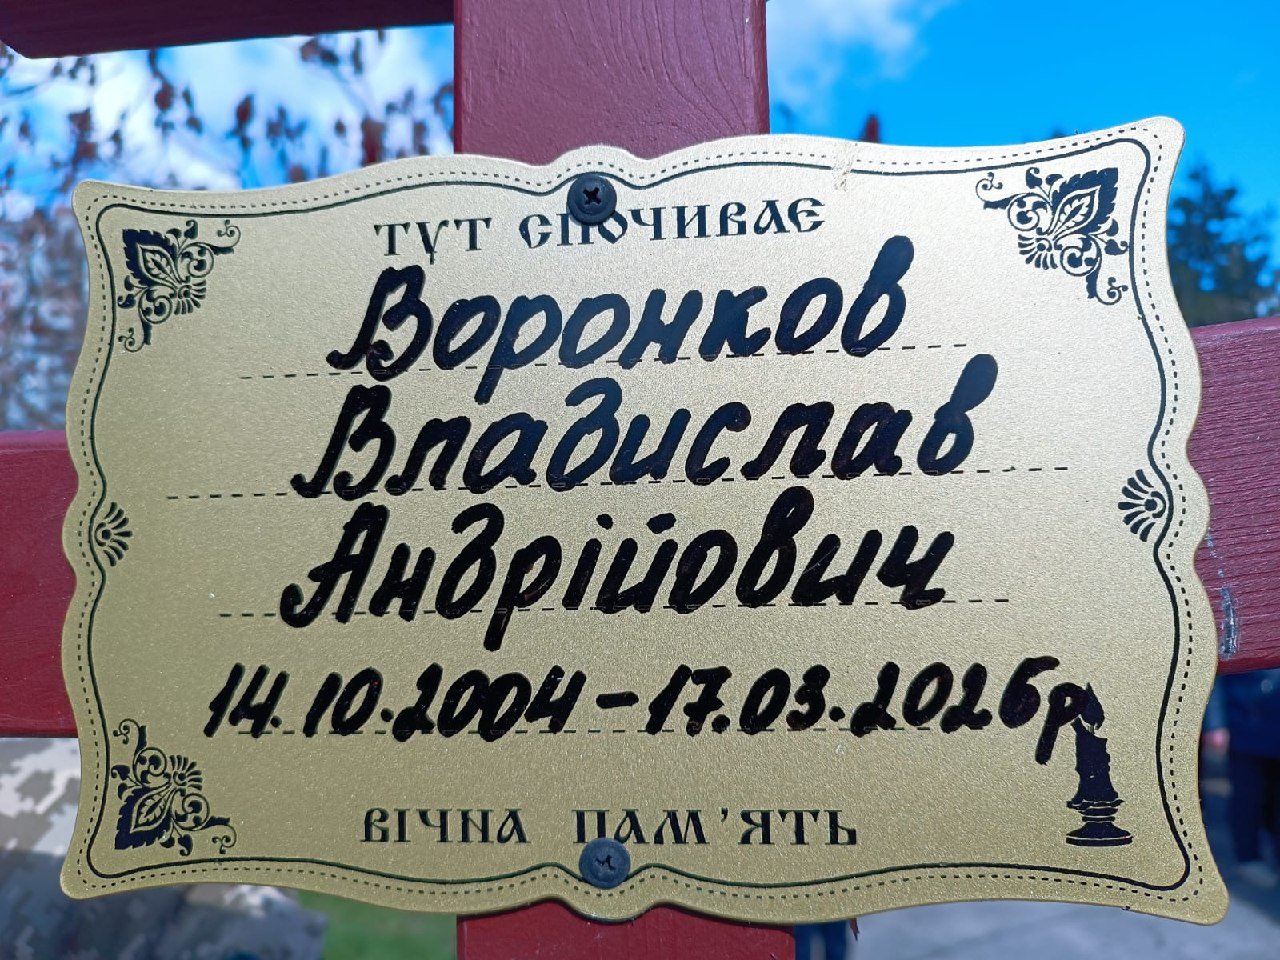 ТУТ СПОЧИВАЄ
Воронков
Владислав
Андрійович
14.10.2004-17.03.2026р
ВІЧНА ПАМ'ЯТЬ